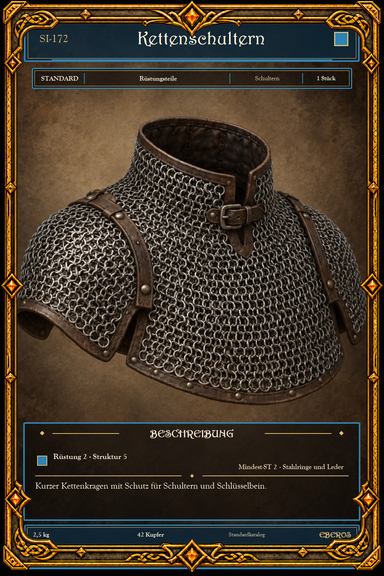 SI-172
Kettenschultern
STANDARD Rüstungsteile Schultern 1 Stück
BESCHREIBUNG
Rüstung 2 · Struktur 5
Mindest-ST 2 · Stahlringe und Leder
Kurzer Kettenkragen mit Schutz für Schultern und Schlüsselbein.
2,5 kg 42 Kupfer Standardkatalog EBEROS